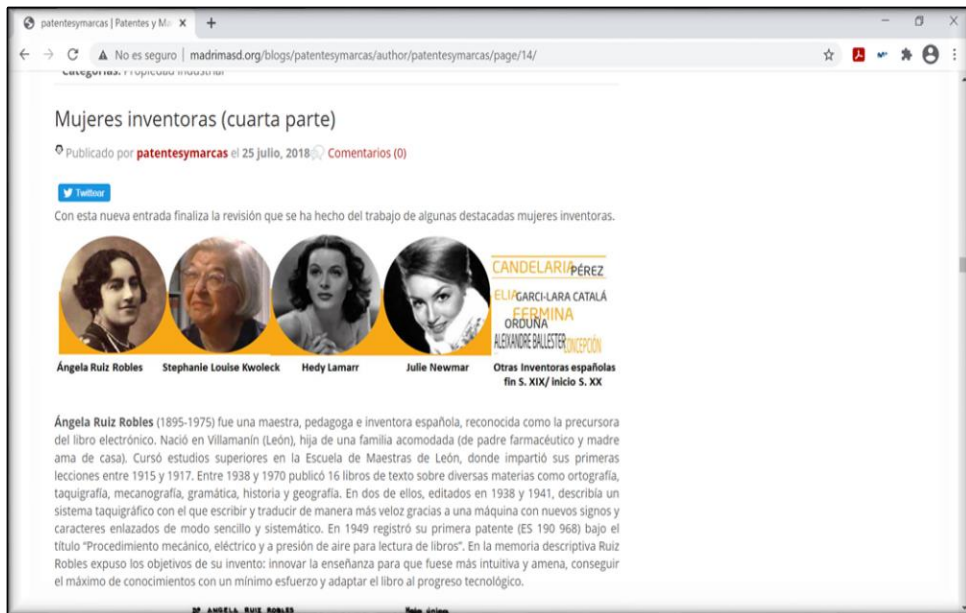 patentesymarcas | Patentes y Ma
No es seguro | madrimasd.org/blogs/patentesymarcas/author/patentesymarcas/page/14/
Categorías: Propiedad Industrial
Mujeres inventoras (cuarta parte)
Publicado por patentesymarcas el 25 julio, 2018 Comentarios (0)
Twittear
Con esta nueva entrada finaliza la revisión que se ha hecho del trabajo de algunas destacadas mujeres inventoras.
CANDELARIA PÉREZ
ELIA GARCI-LARA CATALÁ
FERMINA
ORDUÑA
ALEIXANDRE BALLESTER CONCEPCIÓN
Ángela Ruiz Robles Stephanie Louise Kwoleck Hedy Lamarr Julie Newmar Otras Inventoras españolas
fin S. XIX/ inicio S. XX
Ángela Ruiz Robles (1895-1975) fue una maestra, pedagoga e inventora española, reconocida como la precursora
del libro electrónico. Nació en Villamanín (León), hija de una familia acomodada (de padre farmacéutico y madre
ama de casa). Cursó estudios superiores en la Escuela de Maestras de León, donde impartió sus primeras
lecciones entre 1915 y 1917. Entre 1938 y 1970 publicó 16 libros de texto sobre diversas materias como ortografía,
taquigrafía, mecanografía, gramática, historia y geografía. En dos de ellos, editados en 1938 y 1941, describía un
sistema taquigráfico con el que escribir y traducir de manera más veloz gracias a una máquina con nuevos signos y
caracteres enlazados de modo sencillo y sistemático. En 1949 registró su primera patente (ES 190 968) bajo el
título "Procedimiento mecánico, eléctrico y a presión de aire para lectura de libros". En la memoria descriptiva Ruiz
Robles expuso los objetivos de su invento: innovar la enseñanza para que fuese más intuitiva y amena, conseguir
el máximo de conocimientos con un mínimo esfuerzo y adaptar el libro al progreso tecnológico.
Dª ANGELA RUIZ ROBLES Hoja única